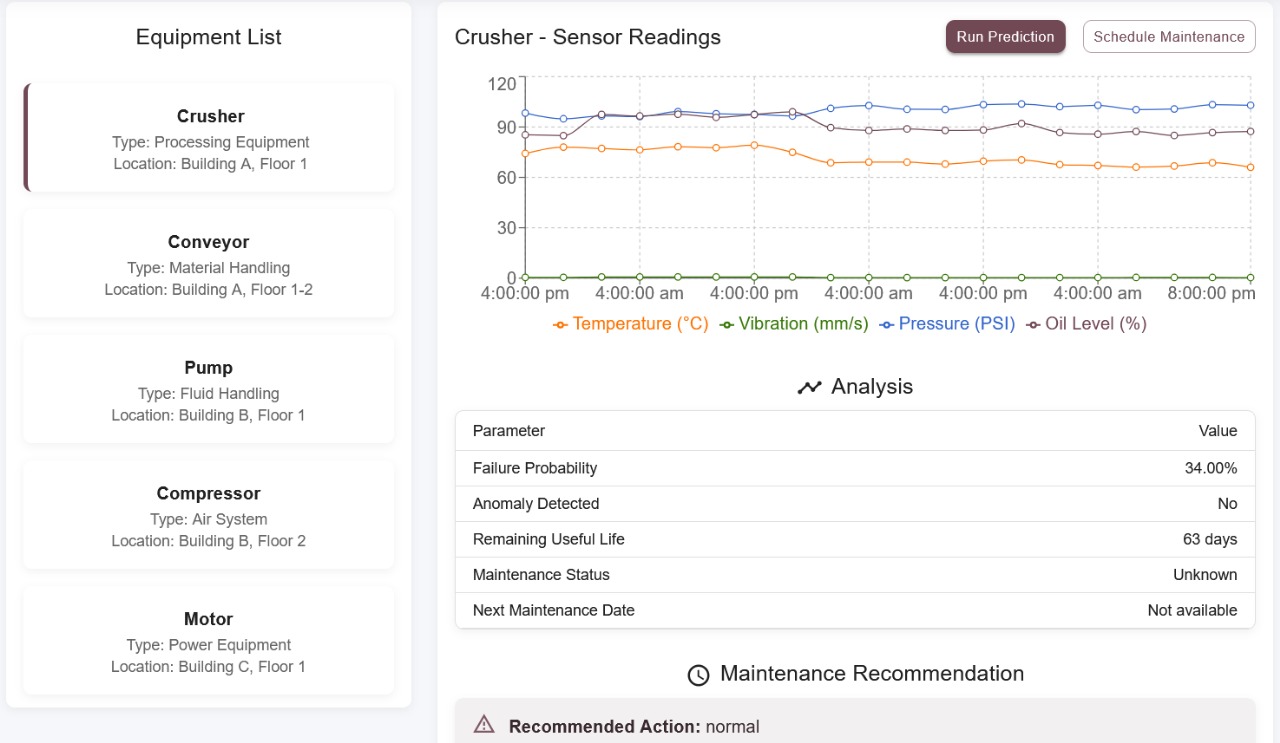 Equipment List
Crusher
Type: Processing Equipment
Location: Building A, Floor 1
Conveyor
Type: Material Handling
Location: Building A, Floor 1-2
Pump
Type: Fluid Handling
Location: Building B, Floor 1
Compressor
Type: Air System
Location: Building B, Floor 2
Motor
Type: Power Equipment
Location: Building C, Floor 1
Crusher - Sensor Readings
Run Prediction
Schedule Maintenance
120
90
60
30
0
4:00:00 pm 4:00:00 am 4:00:00 pm 4:00:00 am 4:00:00 pm 4:00:00 am 8:00:00 pm
Temperature (°C) Vibration (mm/s) Pressure (PSI) Oil Level (%)
Analysis
Parameter Value
Failure Probability 34.00%
Anomaly Detected No
Remaining Useful Life 63 days
Maintenance Status Unknown
Next Maintenance Date Not available
Maintenance Recommendation
Recommended Action: normal